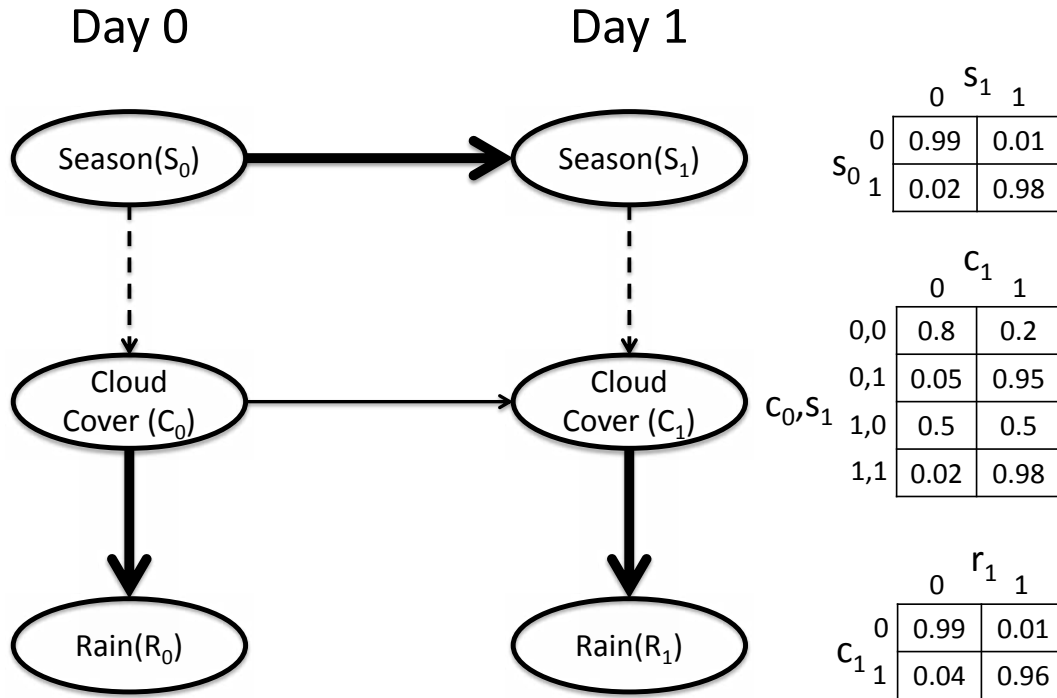 Day 0
Day 1
Season(S₀)
Season(S₁)
Cloud
Cover (C₀)
Cloud
Cover (C₁)
Rain(R₀)
Rain(R₁)
s₁
0 1
s₀
0 0.99 0.01
1 0.02 0.98
c₁
0 1
c₀,s₁
0,0 0.8 0.2
0,1 0.05 0.95
1,0 0.5 0.5
1,1 0.02 0.98
r₁
0 1
c₁
0 0.99 0.01
1 0.04 0.96